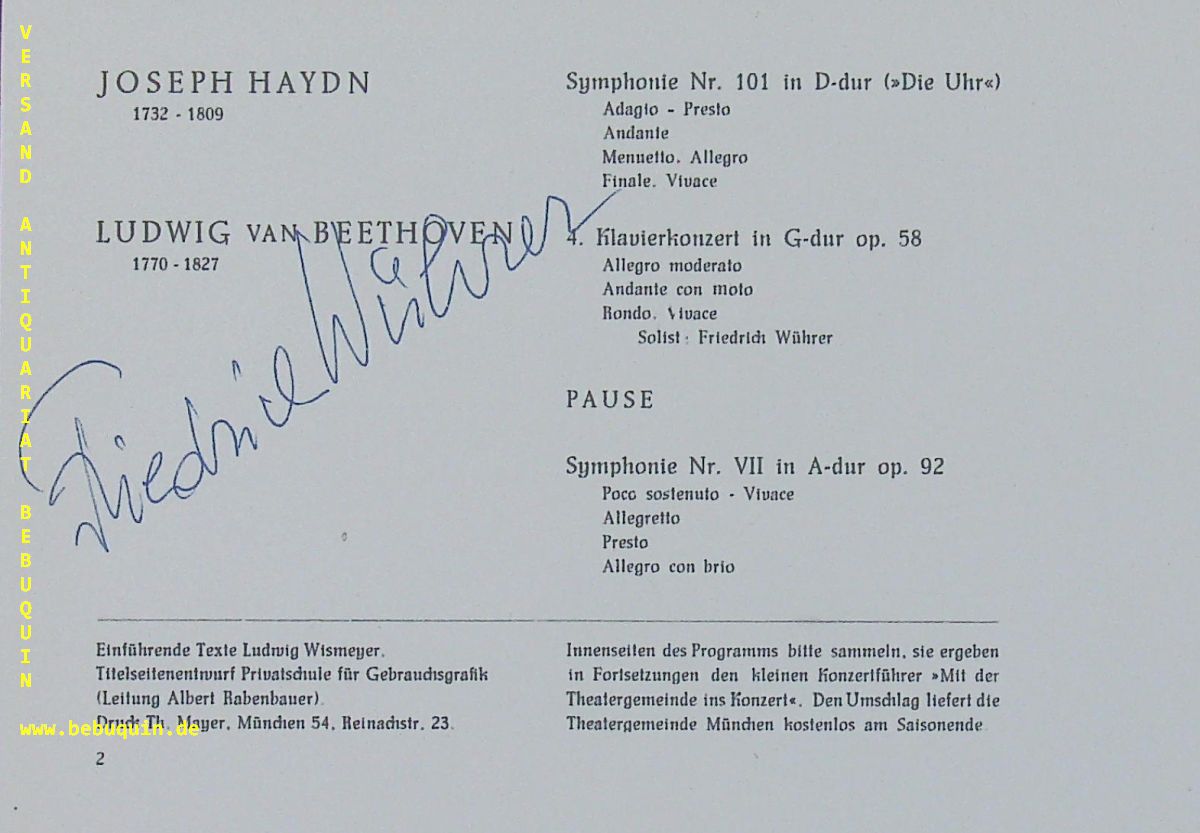 VERSAND ANTIQUARIAT BEBUQUIN
JOSEPH HAYDN
1732 - 1809
Symphonie Nr. 101 in D-dur (»Die Uhr«)
Adagio - Presto
Andante
Menuetto. Allegro
Finale. Vivace
LUDWIG VAN BEETHOVEN
1770 - 1827
4. Klavierkonzert in G-dur op. 58
Allegro moderato
Andante con moto
Rondo. Vivace
Solist: Friedrich Wührer
Friedrich Wührer
PAUSE
Symphonie Nr. VII in A-dur op. 92
Poco sostenuto - Vivace
Allegretto
Presto
Allegro con brio
Einführende Texte Ludwig Wismeyer.
Titelseitenentwurf Privatschule für Gebrauchsgrafik
(Leitung Albert Rabenbauer).
Druck Th. Mayer, München 54, Reinachstr. 23.
Innenseiten des Programms bitte sammeln, sie ergeben
in Fortsetzungen den kleinen Konzertführer »Mit der
Theatergemeinde ins Konzert«. Den Umschlag liefert die
Theatergemeinde München kostenlos am Saisonende
www.bebuquin.de
2